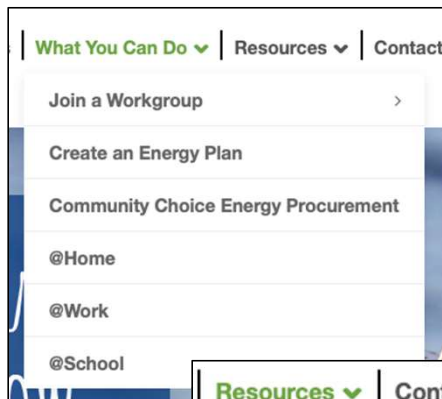 What You Can Do Resources Contact
Join a Workgroup
Create an Energy Plan
Community Choice Energy Procurement
@Home
@Work
@School
Resources